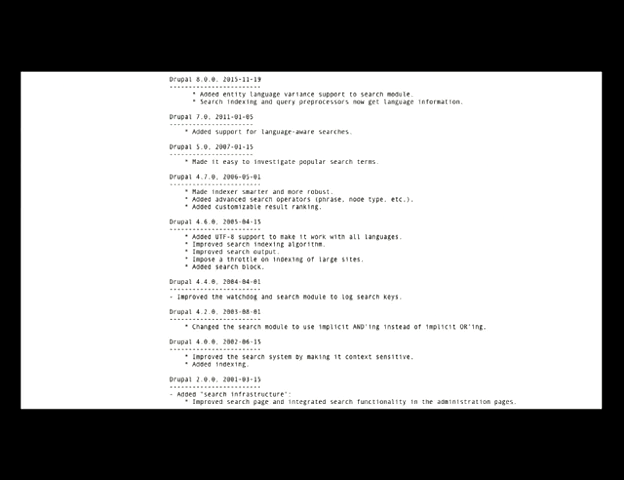 Drupal 8.0.0, 2015-11-19
------------------------
* Added entity language variance support to search module.
* Search indexing and query preprocessors now get language information.
Drupal 7.0, 2011-01-05
----------------------
* Added support for language-aware searches.
Drupal 5.0, 2007-01-15
----------------------
* Made it easy to investigate popular search terms.
Drupal 4.7.0, 2006-05-01
------------------------
* Made indexer smarter and more robust.
* Added advanced search operators (phrase, node type, etc.).
* Added customizable result ranking.
Drupal 4.6.0, 2005-04-15
------------------------
* Added UTF-8 support to make it work with all languages.
* Improved search indexing algorithm.
* Improved search output.
* Impose a throttle on indexing of large sites.
* Added search block.
Drupal 4.4.0, 2004-04-01
------------------------
- Improved the watchdog and search module to log search keys.
Drupal 4.2.0, 2003-08-01
------------------------
* Changed the search module to use implicit AND'ing instead of implicit OR'ing.
Drupal 4.0.0, 2002-06-15
------------------------
* Improved the search system by making it context sensitive.
* Added indexing.
Drupal 2.0.0, 2001-03-15
------------------------
- Added "search infrastructure":
* Improved search page and integrated search functionality in the administration pages.